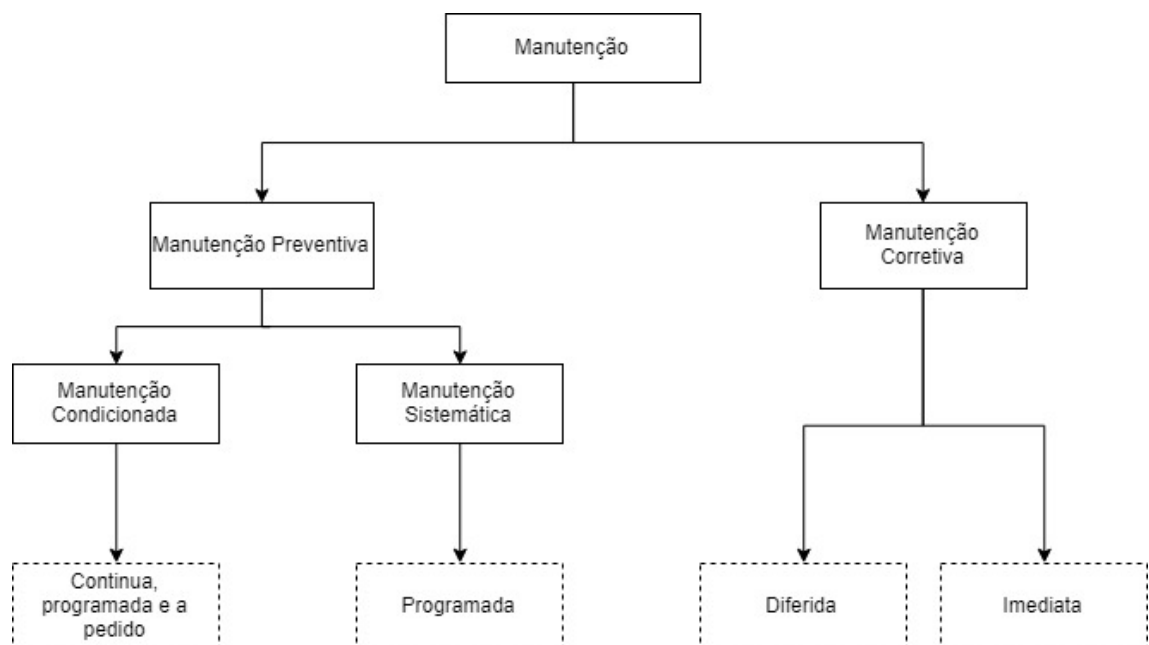 Manutenção
Manutenção Preventiva
Manutenção
Corretiva
Manutenção
Condicionada
Manutenção
Sistemática
Continua,
programada e a
pedido
Programada
Diferida
Imediata